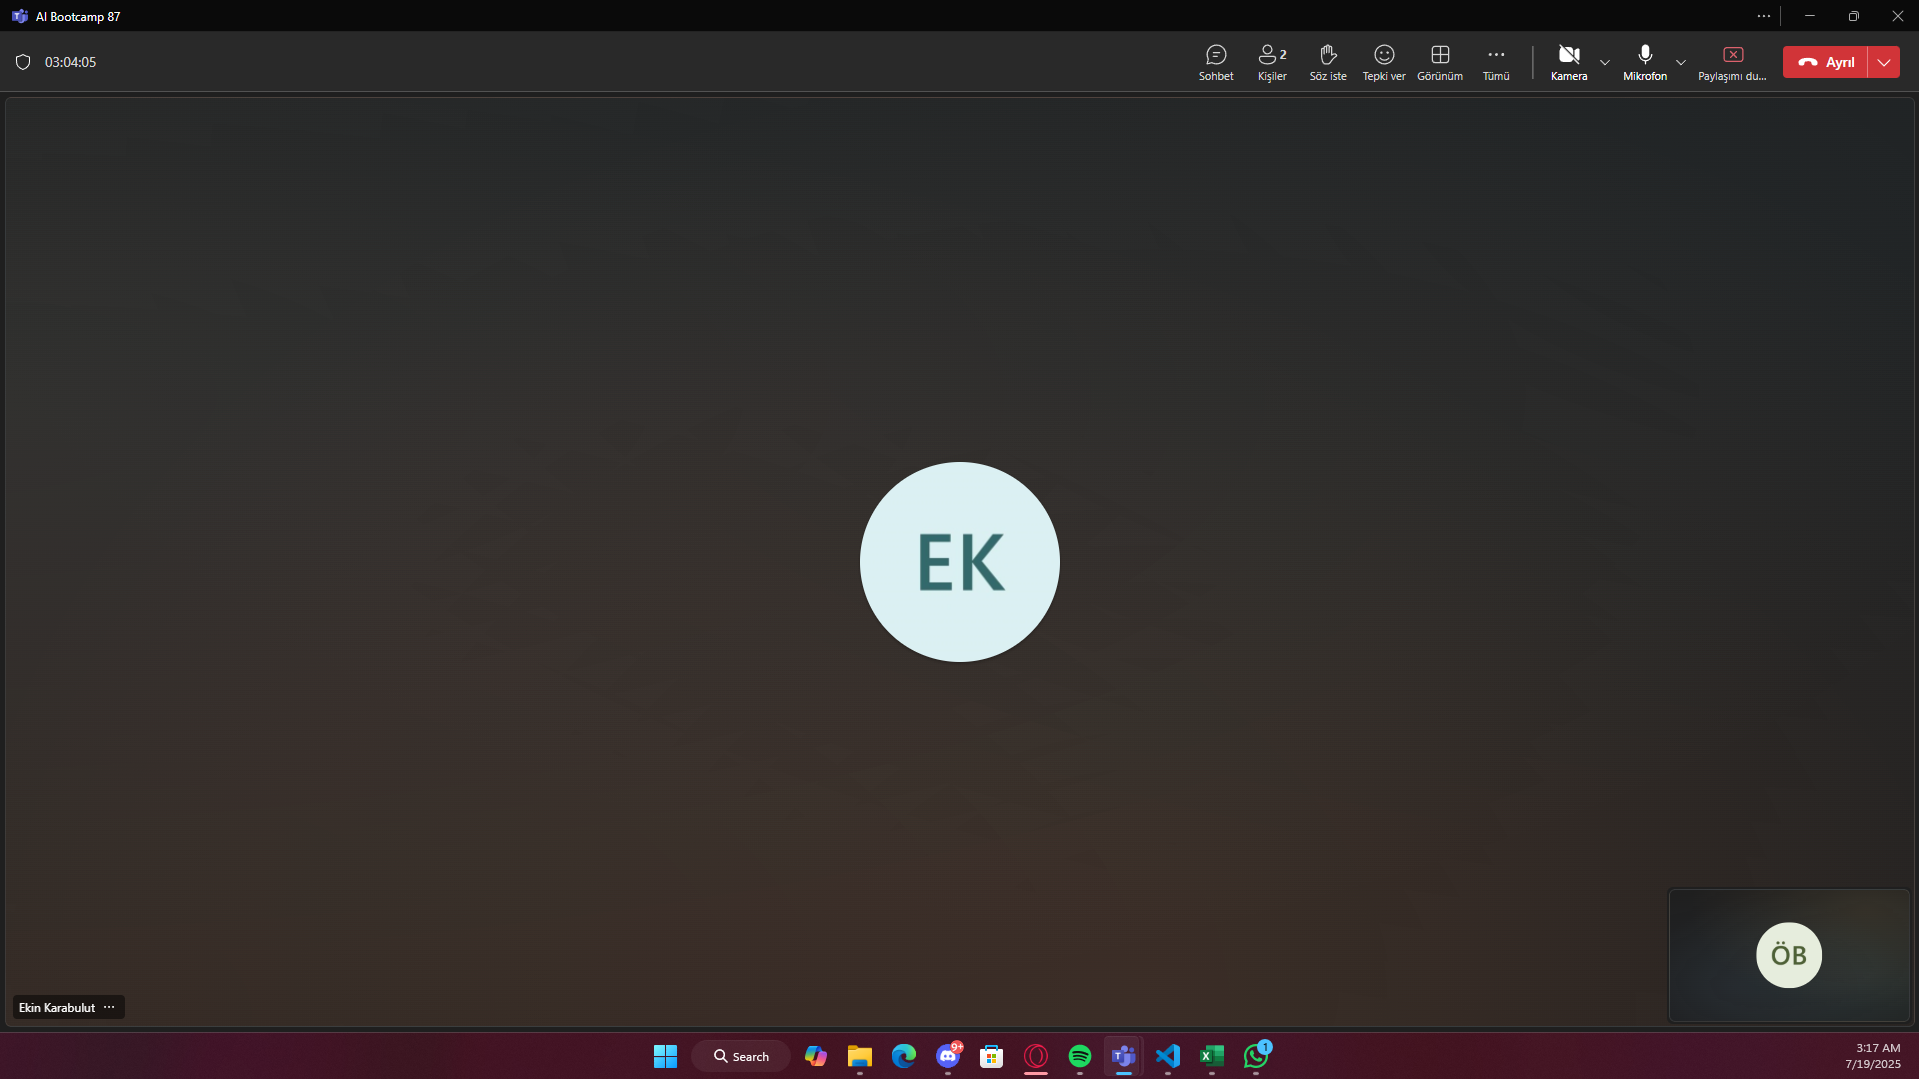 AI Bootcamp 87
03:04:05
Sohbet
2
Kişiler
Söz iste
Tepki ver
Görünüm
Tümü
Kamera
Mikrofon
Paylaşımı du...
Ayrıl
EK
ÖB
Ekin Karabulut
Search
9+
1
3:17 AM
7/19/2025